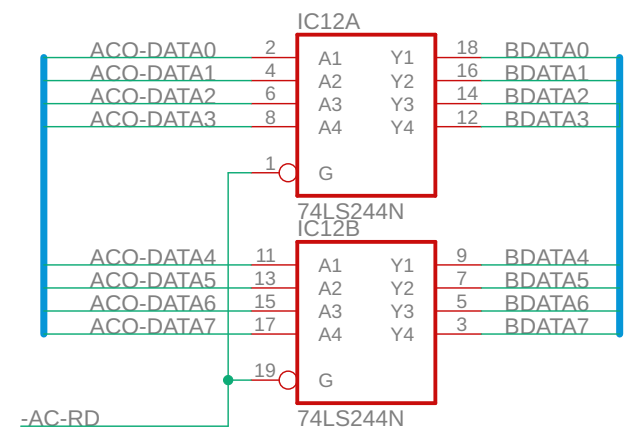 IC12A
ACO-DATA0 2 A1 Y1 18 BDATA0
ACO-DATA1 4 A2 Y2 16 BDATA1
ACO-DATA2 6 A3 Y3 14 BDATA2
ACO-DATA3 8 A4 Y4 12 BDATA3
1 G
74LS244N
IC12B
ACO-DATA4 11 A1 Y1 9 BDATA4
ACO-DATA5 13 A2 Y2 7 BDATA5
ACO-DATA6 15 A3 Y3 5 BDATA6
ACO-DATA7 17 A4 Y4 3 BDATA7
19 G
-AC-RD 74LS244N